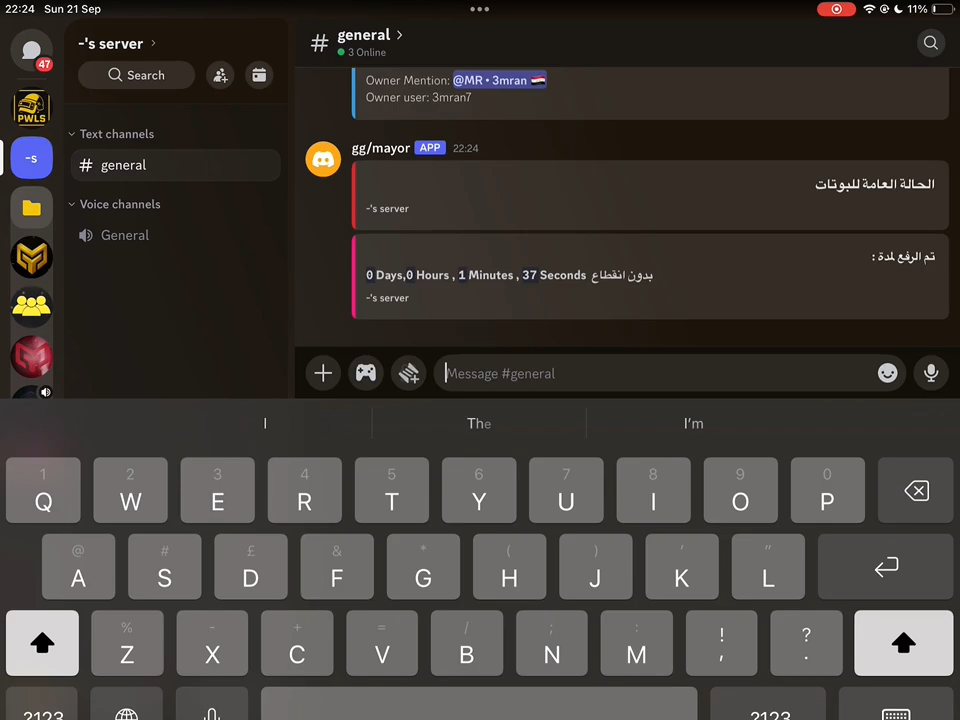 22:24 Sun 21 Sep
11%
47
PWLS
-s
-'s server
Search
Text channels
# general
Voice channels
General
# general
3 Online
Owner Mention: @MR • 3mran 🇪🇬
Owner user: 3mran7
gg/mayor APP 22:24
الحالة العامة للبوتات
-'s server
تم الرفع لمدة :
0 Days,0 Hours , 1 Minutes , 37 Seconds بدون انقطاع
-'s server
Message #general
I The I'm
1 2 3 4 5 6 7 8 9 0
Q W E R T Y U I O P
@ # £ & * ( ) ' "
A S D F G H J K L
% - + = / ; : ! ?
Z X C V B N M , .
.?123 .?123